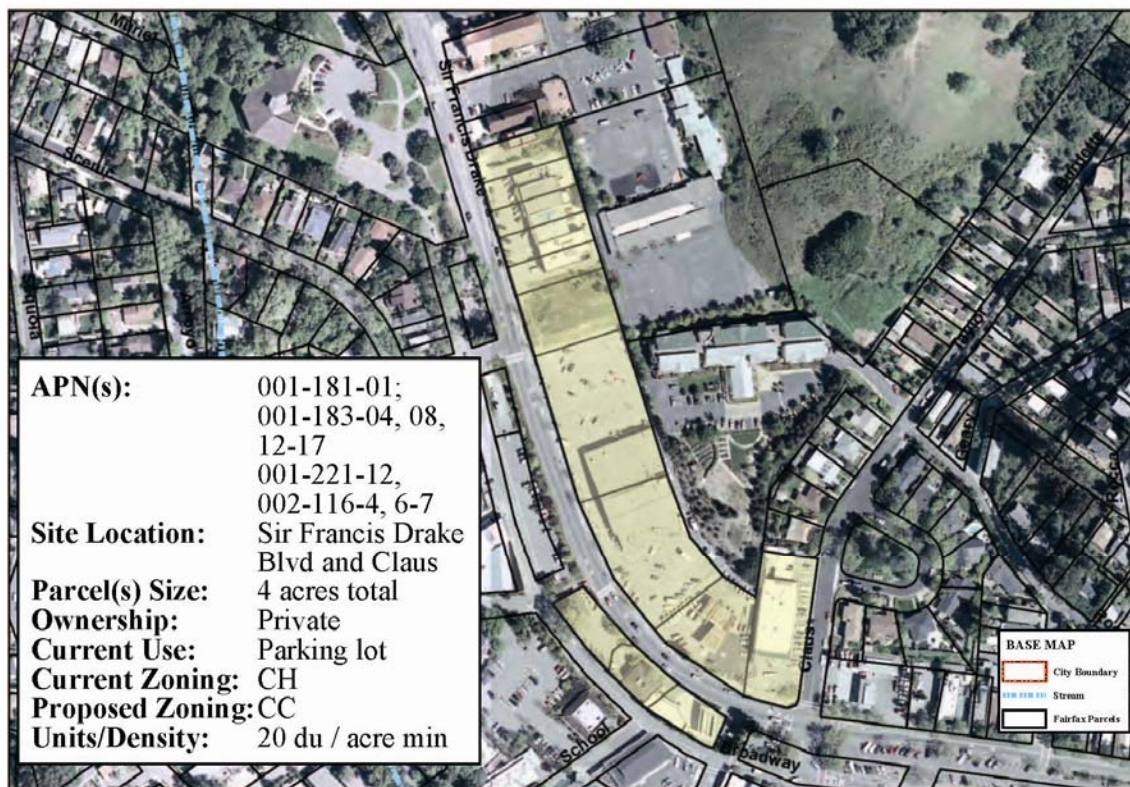 Scenic
Sir Francis Drake
APN(s): 001-181-01;
001-183-04, 08,
12-17
001-221-12,
002-116-4, 6-7
Site Location: Sir Francis Drake
Blvd and Claus
Parcel(s) Size: 4 acres total
Ownership: Private
Current Use: Parking lot
Current Zoning: CH
Proposed Zoning: CC
Units/Density: 20 du / acre min
Claus
School
Broadway
BASE MAP
City Boundary
Stream
Fairfax Parcels